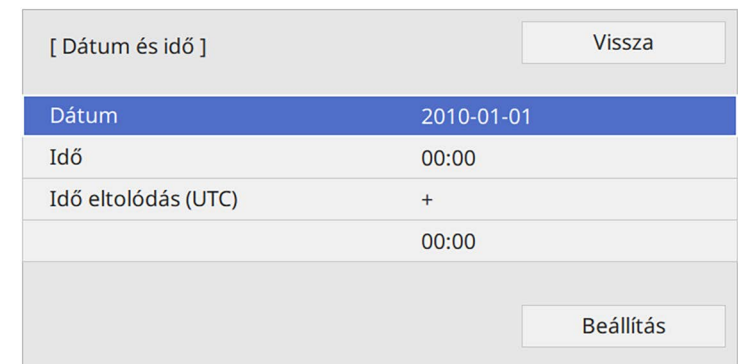 [ Dátum és idő ]
Vissza
Dátum 2010-01-01
Idő 00:00
Idő eltolódás (UTC) +
00:00
Beállítás